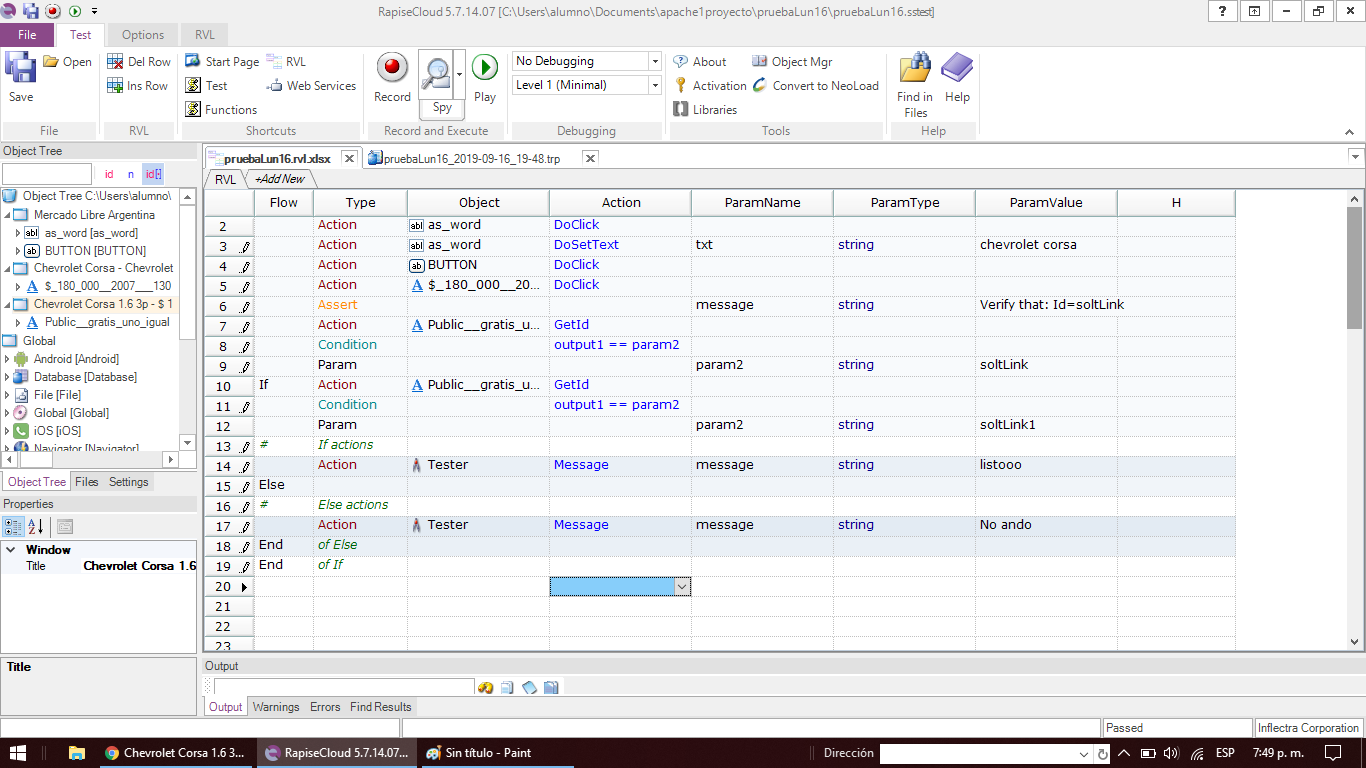 RapiseCloud 5.7.14.07 [C:\Users\alumno\Documents\apache1proyecto\pruebaLun16\pruebaLun16.sstest]
File Test Options RVL
Save
Open
Del Row
Ins Row
Start Page
RVL
Test
Web Services
Functions
Record
Spy
Play
No Debugging
Level 1 (Minimal)
About
Object Mgr
Activation
Convert to NeoLoad
Libraries
Find in
Files
Help
File RVL Shortcuts Record and Execute Debugging Tools Help
Object Tree
id n id[·]
Object Tree C:\Users\alumno\
Mercado Libre Argentina
as_word [as_word]
BUTTON [BUTTON]
Chevrolet Corsa - Chevrolet
$_180_000__2007___130
Chevrolet Corsa 1.6 3p - $ 1
Public__gratis_uno_igual
Global
Android [Android]
Database [Database]
File [File]
Global [Global]
iOS [iOS]
Navigator [Navigator]
Object Tree Files Settings
Properties
Window
Title Chevrolet Corsa 1.6
Title
pruebaLun16.rvl.xlsx pruebaLun16_2019-09-16_19-48.trp
RVL +Add New
Flow Type Object Action ParamName ParamType ParamValue H
2 Action as_word DoClick
3 Action as_word DoSetText txt string chevrolet corsa
4 Action BUTTON DoClick
5 Action $_180_000__20... DoClick
6 Assert message string Verify that: Id=soltLink
7 Action Public__gratis_u... GetId
8 Condition output1 == param2
9 Param param2 string soltLink
10 If Action Public__gratis_u... GetId
11 Condition output1 == param2
12 Param param2 string soltLink1
13 # If actions
14 Action Tester Message message string listooo
15 Else
16 # Else actions
17 Action Tester Message message string No ando
18 End of Else
19 End of If
20
21
22
23
Output
Output Warnings Errors Find Results
Passed Inflectra Corporation
Chevrolet Corsa 1.6 3... RapiseCloud 5.7.14.07... Sin título - Paint Dirección ESP 7:49 p. m.